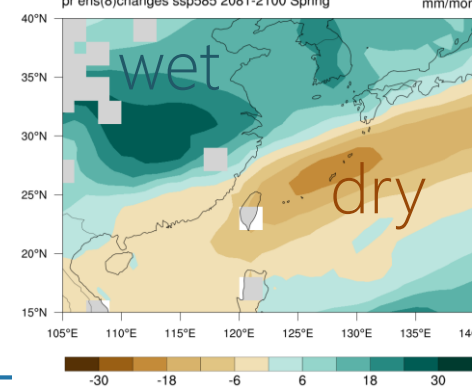 pr ens(8)changes ssp585 2081-2100 Spring
mm/mon
40°N
wet
35°N
30°N
dry
25°N
20°N
15°N
105°E 110°E 115°E 120°E 125°E 130°E 135°E
-30 -18 -6 6 18 30